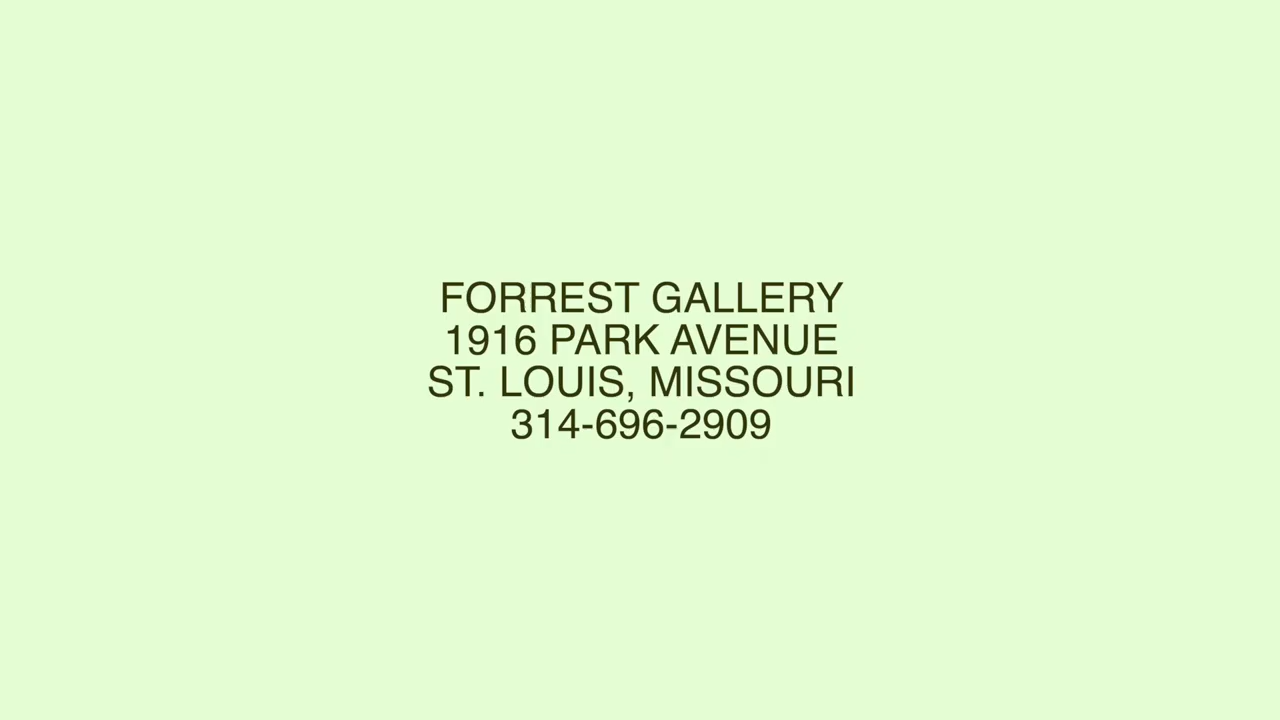 FORREST GALLERY
1916 PARK AVENUE
ST. LOUIS, MISSOURI
314-696-2909